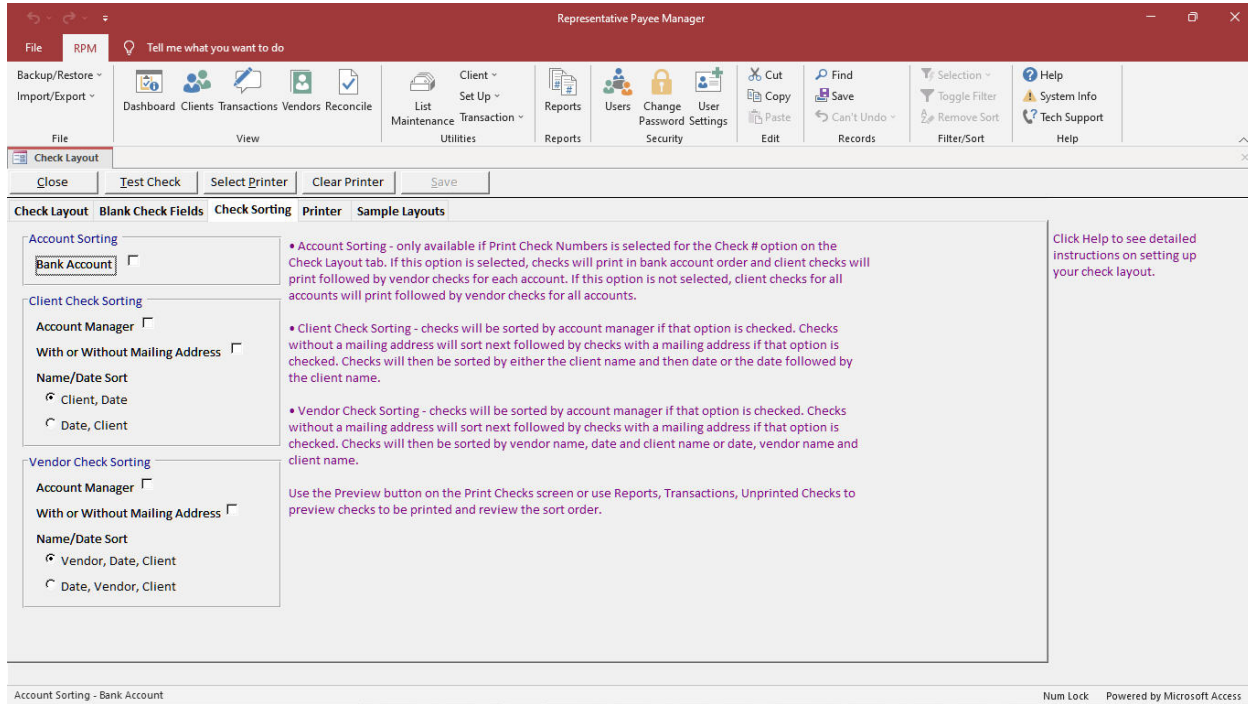 Representative Payee Manager
File RPM Tell me what you want to do
Backup/Restore
Import/Export
File
Dashboard Clients Transactions Vendors Reconcile
View
List Maintenance
Client
Set Up
Transaction
Utilities
Reports
Reports
Users
Change Password
User Settings
Security
Cut
Copy
Paste
Edit
Find
Save
Can't Undo
Records
Selection
Toggle Filter
Remove Sort
Filter/Sort
Help
System Info
Tech Support
Help
Check Layout
Close Test Check Select Printer Clear Printer Save
Check Layout Blank Check Fields Check Sorting Printer Sample Layouts
Account Sorting
Bank Account
Client Check Sorting
Account Manager
With or Without Mailing Address
Name/Date Sort
Client, Date
Date, Client
Vendor Check Sorting
Account Manager
With or Without Mailing Address
Name/Date Sort
Vendor, Date, Client
Date, Vendor, Client
• Account Sorting - only available if Print Check Numbers is selected for the Check # option on the
Check Layout tab. If this option is selected, checks will print in bank account order and client checks will
print followed by vendor checks for each account. If this option is not selected, client checks for all
accounts will print followed by vendor checks for all accounts.
• Client Check Sorting - checks will be sorted by account manager if that option is checked. Checks
without a mailing address will sort next followed by checks with a mailing address if that option is
checked. Checks will then be sorted by either the client name and then date or the date followed by
the client name.
• Vendor Check Sorting - checks will be sorted by account manager if that option is checked. Checks
without a mailing address will sort next followed by checks with a mailing address if that option is
checked. Checks will then be sorted by vendor name, date and client name or date, vendor name and
client name.
Use the Preview button on the Print Checks screen or use Reports, Transactions, Unprinted Checks to
preview checks to be printed and review the sort order.
Click Help to see detailed
instructions on setting up
your check layout.
Account Sorting - Bank Account
Num Lock Powered by Microsoft Access